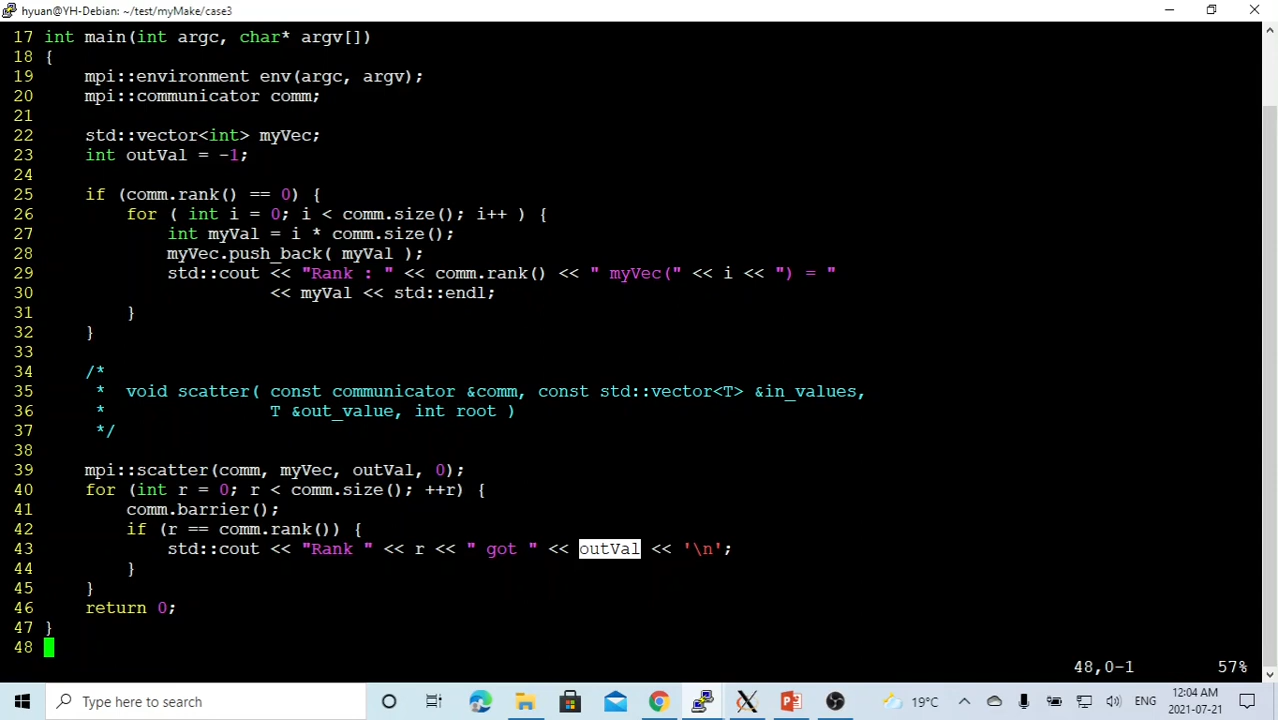 hyuan@YH-Debian: ~/test/myMake/case3
17 int main(int argc, char* argv[])
18 {
19     mpi::environment env(argc, argv);
20     mpi::communicator comm;
21
22     std::vector<int> myVec;
23     int outVal = -1;
24
25     if (comm.rank() == 0) {
26         for ( int i = 0; i < comm.size(); i++ ) {
27             int myVal = i * comm.size();
28             myVec.push_back( myVal );
29             std::cout << "Rank : " << comm.rank() << " myVec(" << i << ") = "
30                       << myVal << std::endl;
31         }
32     }
33
34     /*
35      *  void scatter( const communicator &comm, const std::vector<T> &in_values,
36      *                T &out_value, int root )
37      */
38
39     mpi::scatter(comm, myVec, outVal, 0);
40     for (int r = 0; r < comm.size(); ++r) {
41         comm.barrier();
42         if (r == comm.rank()) {
43             std::cout << "Rank " << r << " got " << outVal << '\n';
44         }
45     }
46     return 0;
47 }
48
48,0-1 57%
Type here to search
19°C
ENG
12:04 AM
2021-07-21